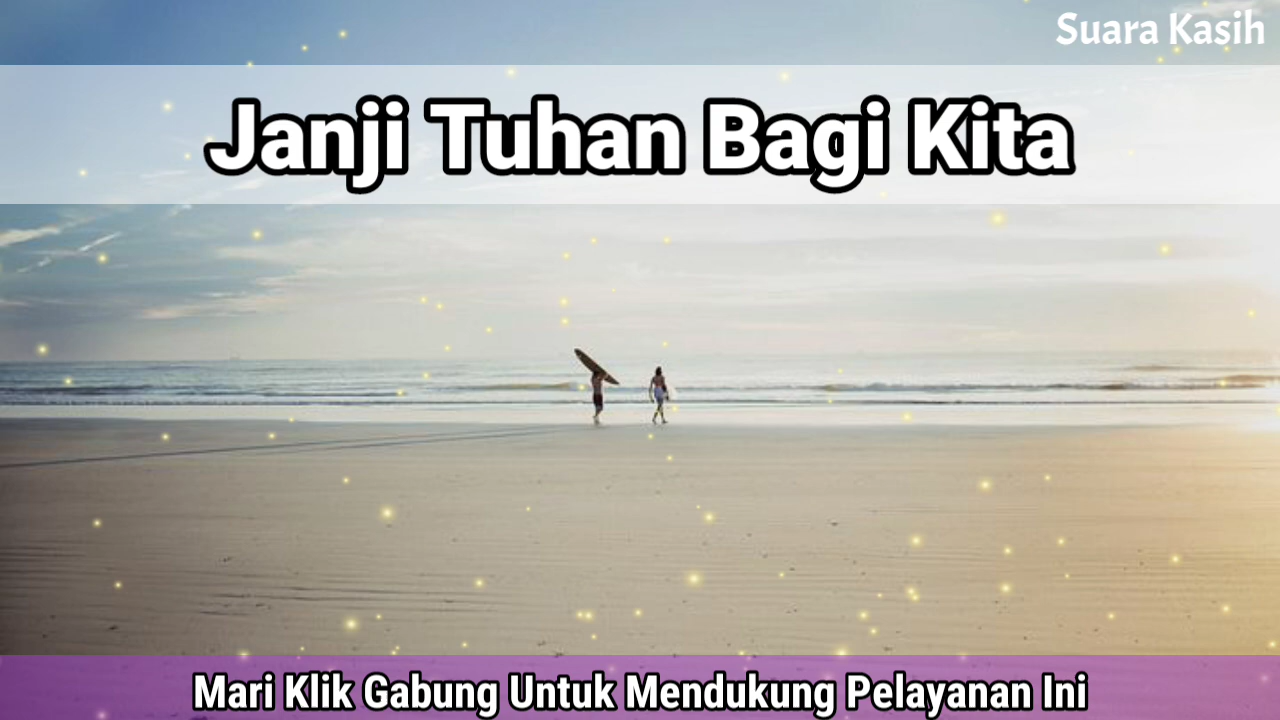 Suara Kasih
Janji Tuhan Bagi Kita
Mari Klik Gabung Untuk Mendukung Pelayanan Ini